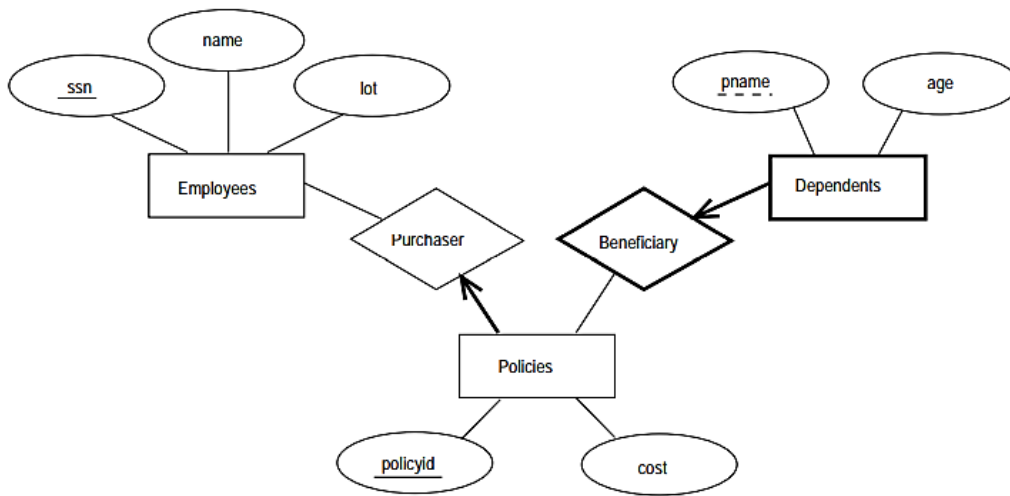 name
ssn
lot
pname
age
Employees
Dependents
Purchaser
Beneficiary
Policies
policyid
cost